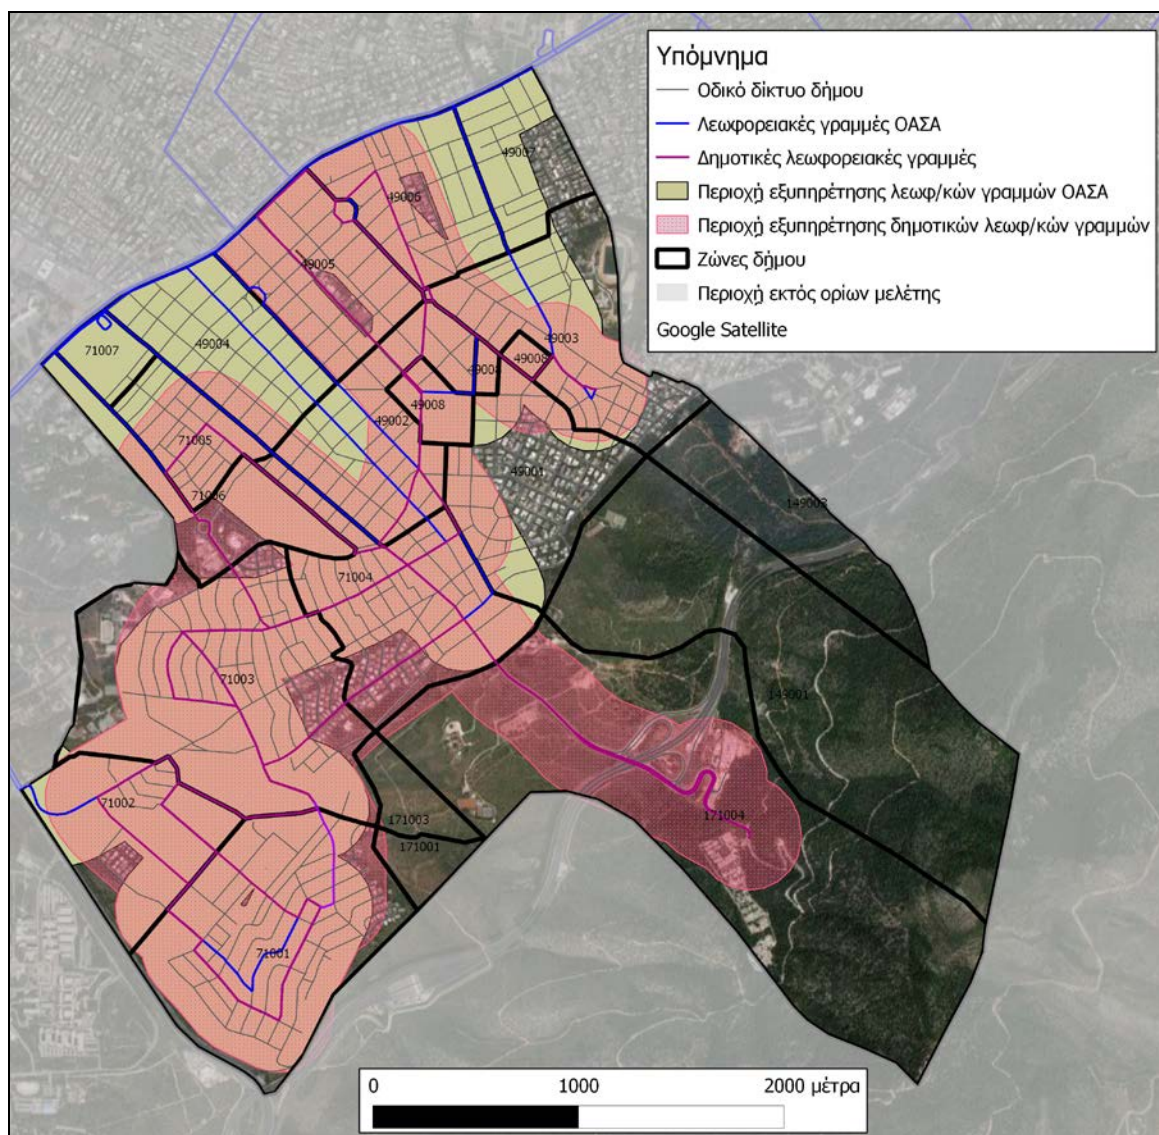 Υπόμνημα
Οδικό δίκτυο δήμου
Λεωφορειακές γραμμές ΟΑΣΑ
Δημοτικές λεωφορειακές γραμμές
Περιοχή εξυπηρέτησης λεωφ/κών γραμμών ΟΑΣΑ
Περιοχή εξυπηρέτησης δημοτικών λεωφ/κών γραμμών
Ζώνες δήμου
Περιοχή εκτός ορίων μελέτης
Google Satellite
49007
49006
49005
49003
49004
71007
49008
49008
49008
49002
71005
49001
71006
149003
71004
71003
149001
71002
171004
171003
171001
71001
0 1000 2000 μέτρα